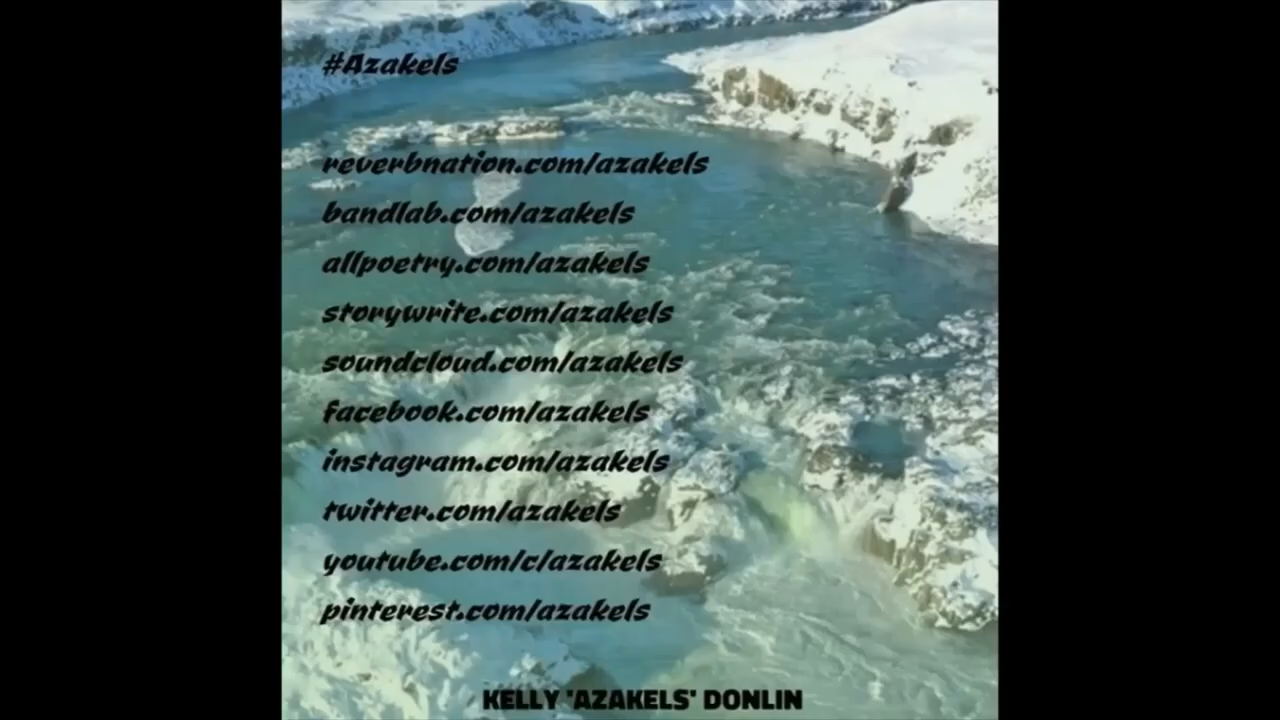 #Azakels
reverbnation.com/azakels
bandlab.com/azakels
allpoetry.com/azakels
storywrite.com/azakels
soundcloud.com/azakels
facebook.com/azakels
instagram.com/azakels
twitter.com/azakels
youtube.com/c/azakels
pinterest.com/azakels
KELLY 'AZAKELS' DONLIN